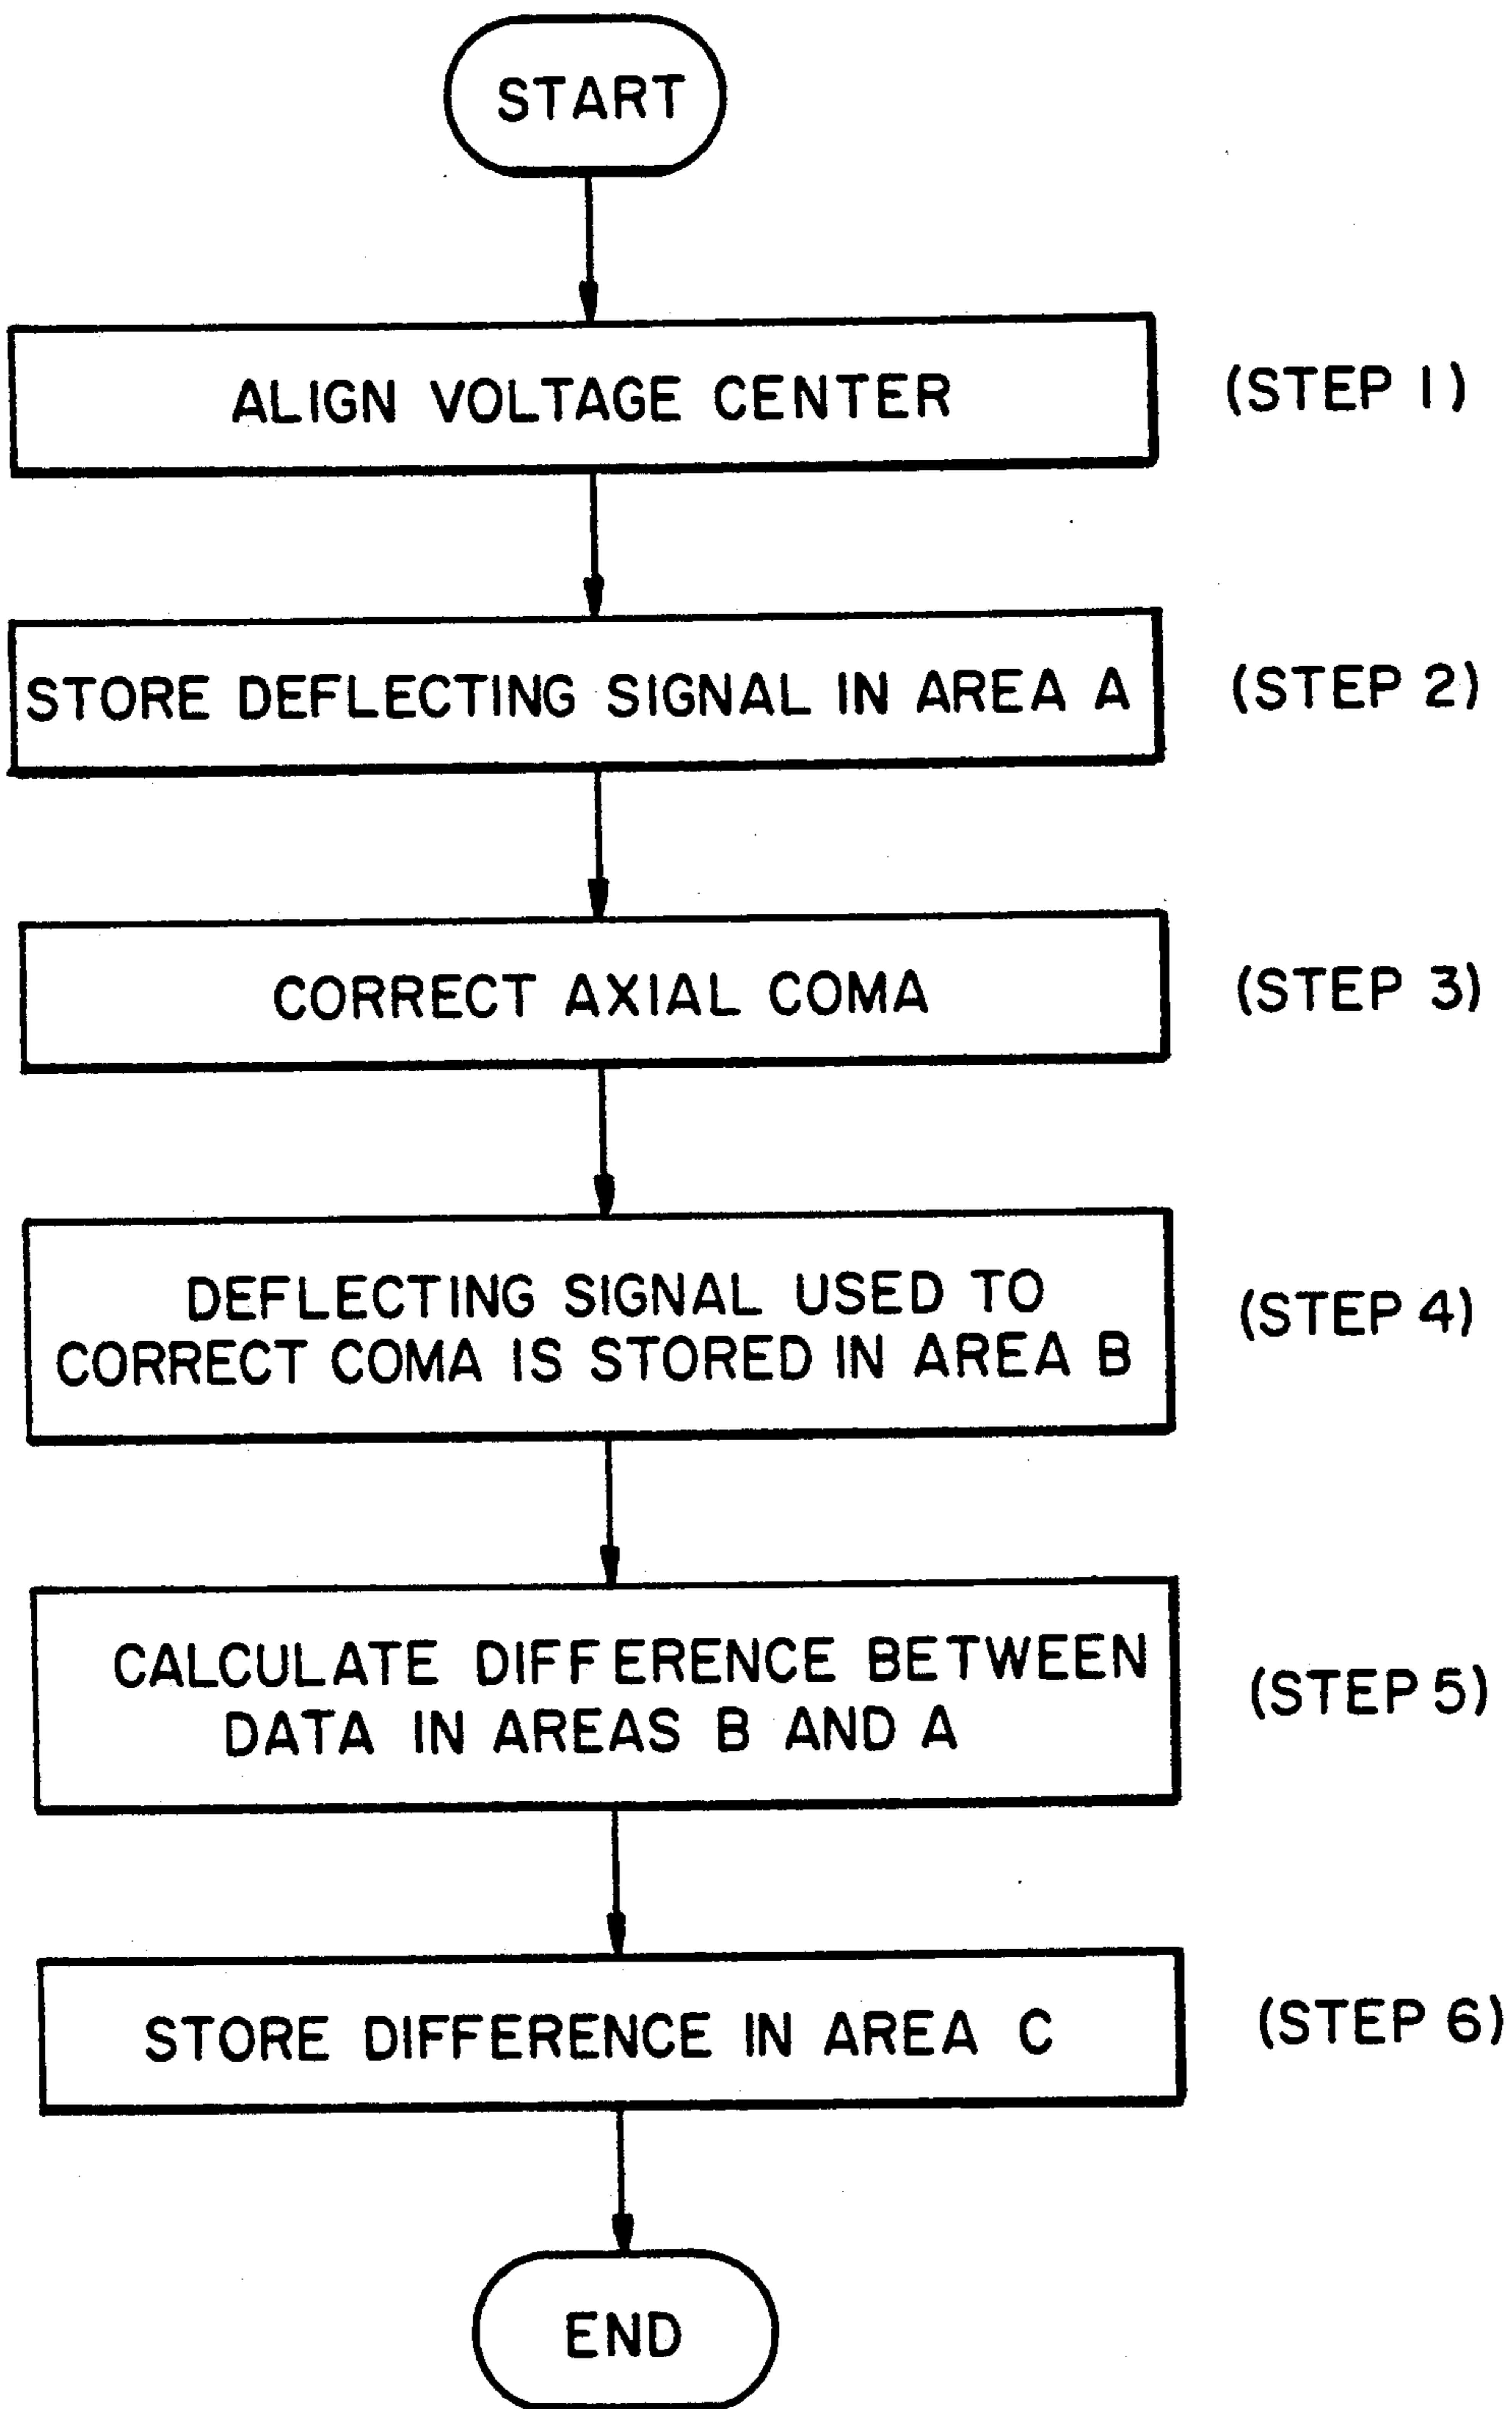 START
ALIGN VOLTAGE CENTER
(STEP 1)
STORE DEFLECTING SIGNAL IN AREA A
(STEP 2)
CORRECT AXIAL COMA
(STEP 3)
DEFLECTING SIGNAL USED TO
CORRECT COMA IS STORED IN AREA B
(STEP 4)
CALCULATE DIFFERENCE BETWEEN
DATA IN AREAS B AND A
(STEP 5)
STORE DIFFERENCE IN AREA C
(STEP 6)
END